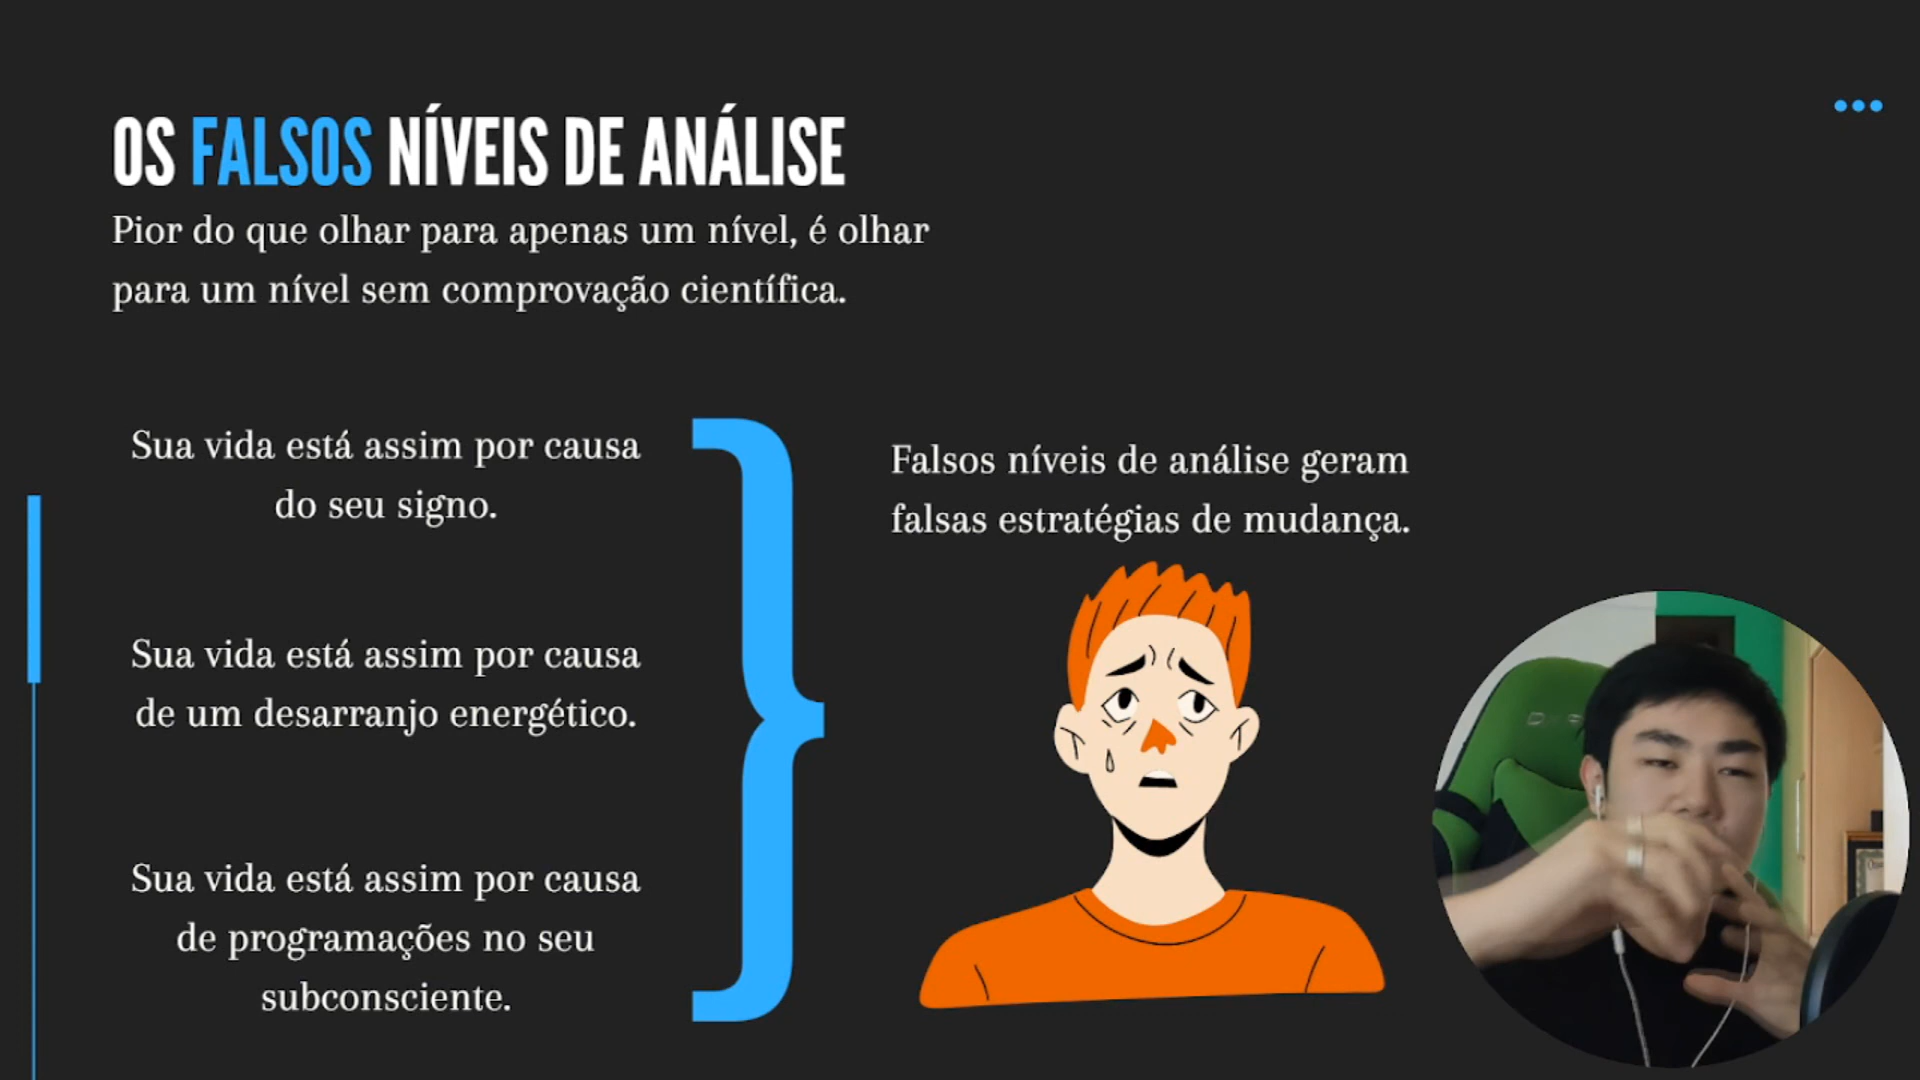 OS FALSOS NÍVEIS DE ANÁLISE
Pior do que olhar para apenas um nível, é olhar
para um nível sem comprovação científica.
Sua vida está assim por causa
do seu signo.
Sua vida está assim por causa
de um desarranjo energético.
Sua vida está assim por causa
de programações no seu
subconsciente.
Falsos níveis de análise geram
falsas estratégias de mudança.